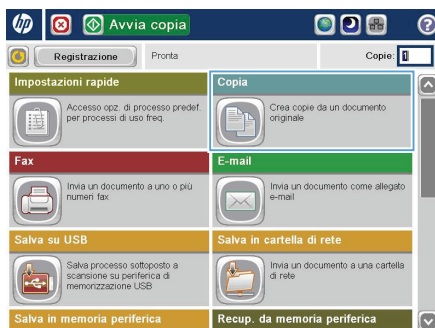 hp
Avvia copia
?
Registrazione
Pronta
Copie: 1
Impostazioni rapide
Accesso opz. di processo predef.
per processi di uso freq.
Copia
Crea copie da un documento
originale
Fax
Invia un documento a uno o più
numeri fax
E-mail
Invia un documento come allegato
e-mail
Salva su USB
Salva processo sottoposto a
scansione su periferica di
memorizzazione USB
Salva in cartella di rete
Invia un documento a una cartella
di rete
Salva in memoria periferica
Recup. da memoria periferica